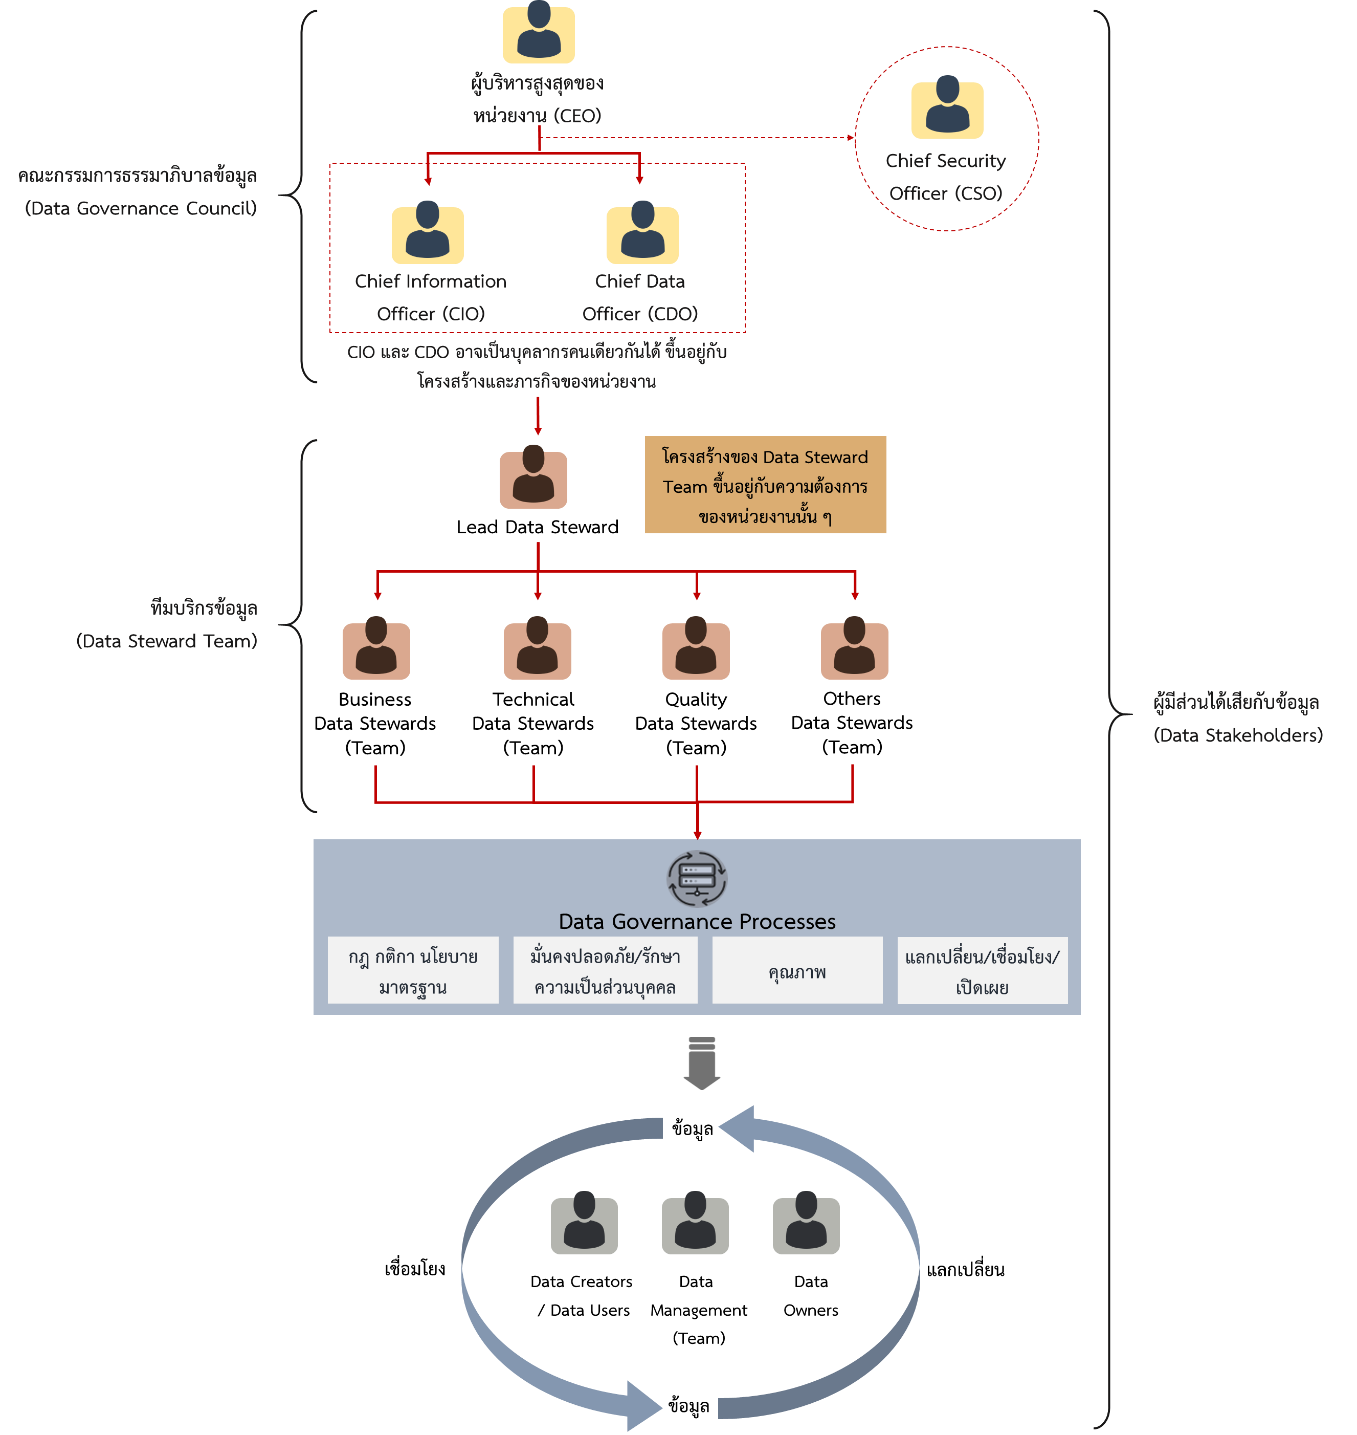 ผู้บริหารสูงสุดของ
หน่วยงาน (CEO)
Chief Security
Officer (CSO)
คณะกรรมการธรรมาภิบาลข้อมูล
(Data Governance Council)
Chief Information
Officer (CIO)
Chief Data
Officer (CDO)
CIO และ CDO อาจเป็นบุคลากรคนเดียวกันได้ ขึ้นอยู่กับ
โครงสร้างและภารกิจของหน่วยงาน
Lead Data Steward
โครงสร้างของ Data Steward
Team ขึ้นอยู่กับความต้องการ
ของหน่วยงานนั้น ๆ
ทีมบริกรข้อมูล
(Data Steward Team)
Business
Data Stewards
(Team)
Technical
Data Stewards
(Team)
Quality
Data Stewards
(Team)
Others
Data Stewards
(Team)
ผู้มีส่วนได้เสียกับข้อมูล
(Data Stakeholders)
Data Governance Processes
กฎ กติกา นโยบาย
มาตรฐาน
มั่นคงปลอดภัย/รักษา
ความเป็นส่วนบุคคล
คุณภาพ
แลกเปลี่ยน/เชื่อมโยง/
เปิดเผย
ข้อมูล
เชื่อมโยง
Data Creators
/ Data Users
Data
Management
(Team)
Data
Owners
แลกเปลี่ยน
ข้อมูล